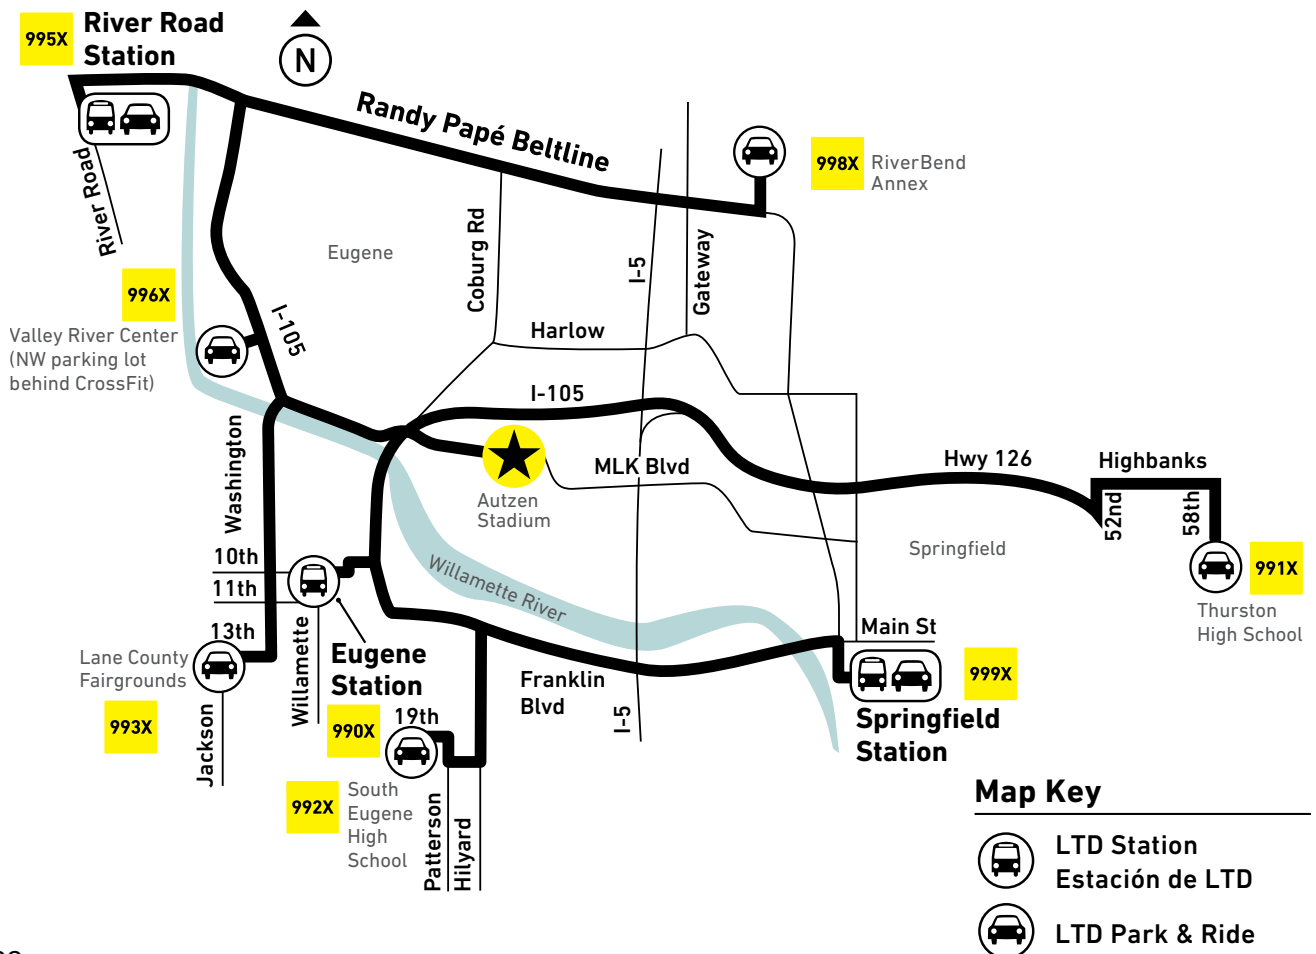 995X
River Road
Station
N
Randy Papé Beltline
998X
RiverBend
Annex
River Road
Coburg Rd
I-5
Gateway
Eugene
996X
Valley River Center
(NW parking lot
behind CrossFit)
I-105
Harlow
I-105
Washington
MLK Blvd
Hwy 126
Highbanks
52nd
58th
Autzen
Stadium
991X
Thurston
High School
Springfield
10th
11th
13th
Willamette River
Willamette
Main St
Lane County
Fairgrounds
993X
Jackson
Eugene
Station
990X
Franklin
Blvd
I-5
999X
Springfield
Station
19th
992X
South
Eugene
High
School
Patterson
Hilyard
Map Key
LTD Station
Estación de LTD
LTD Park & Ride